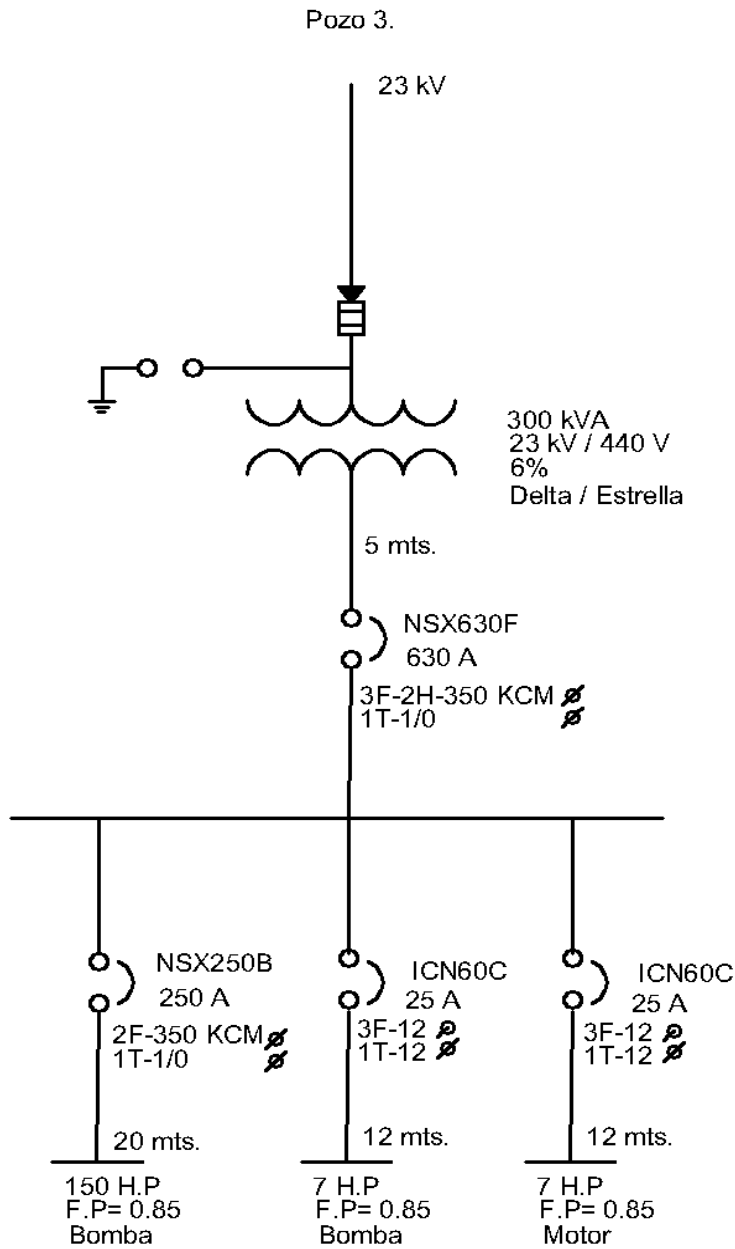 Pozo 3.
23 kV
300 kVA
23 kV / 440 V
6%
Delta / Estrella
5 mts.
NSX630F
630 A
3F-2H-350 KCM
1T-1/0
NSX250B
250 A
2F-350 KCM
1T-1/0
20 mts.
150 H.P
F.P= 0.85
Bomba
ICN60C
25 A
3F-12
1T-12
12 mts.
7 H.P
F.P= 0.85
Bomba
ICN60C
25 A
3F-12
1T-12
12 mts.
7 H.P
F.P= 0.85
Motor